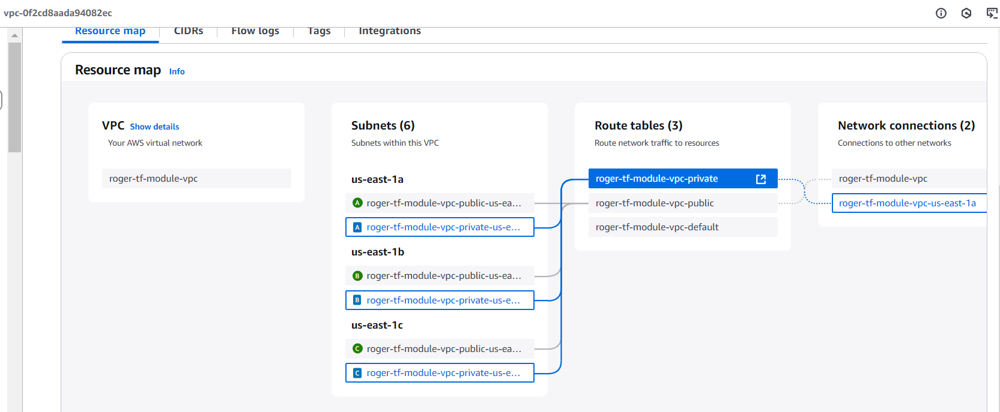 vpc-0f2cd8aada94082ec
Resource map
CIDRs
Flow logs
Tags
Integrations
Resource map Info
VPC Show details
Your AWS virtual network
roger-tf-module-vpc
Subnets (6)
Subnets within this VPC
us-east-1a
A roger-tf-module-vpc-public-us-ea...
A roger-tf-module-vpc-private-us-e...
us-east-1b
B roger-tf-module-vpc-public-us-ea...
B roger-tf-module-vpc-private-us-e...
us-east-1c
C roger-tf-module-vpc-public-us-ea...
C roger-tf-module-vpc-private-us-e...
Route tables (3)
Route network traffic to resources
roger-tf-module-vpc-private
roger-tf-module-vpc-public
roger-tf-module-vpc-default
Network connections (2)
Connections to other networks
roger-tf-module-vpc
roger-tf-module-vpc-us-east-1a